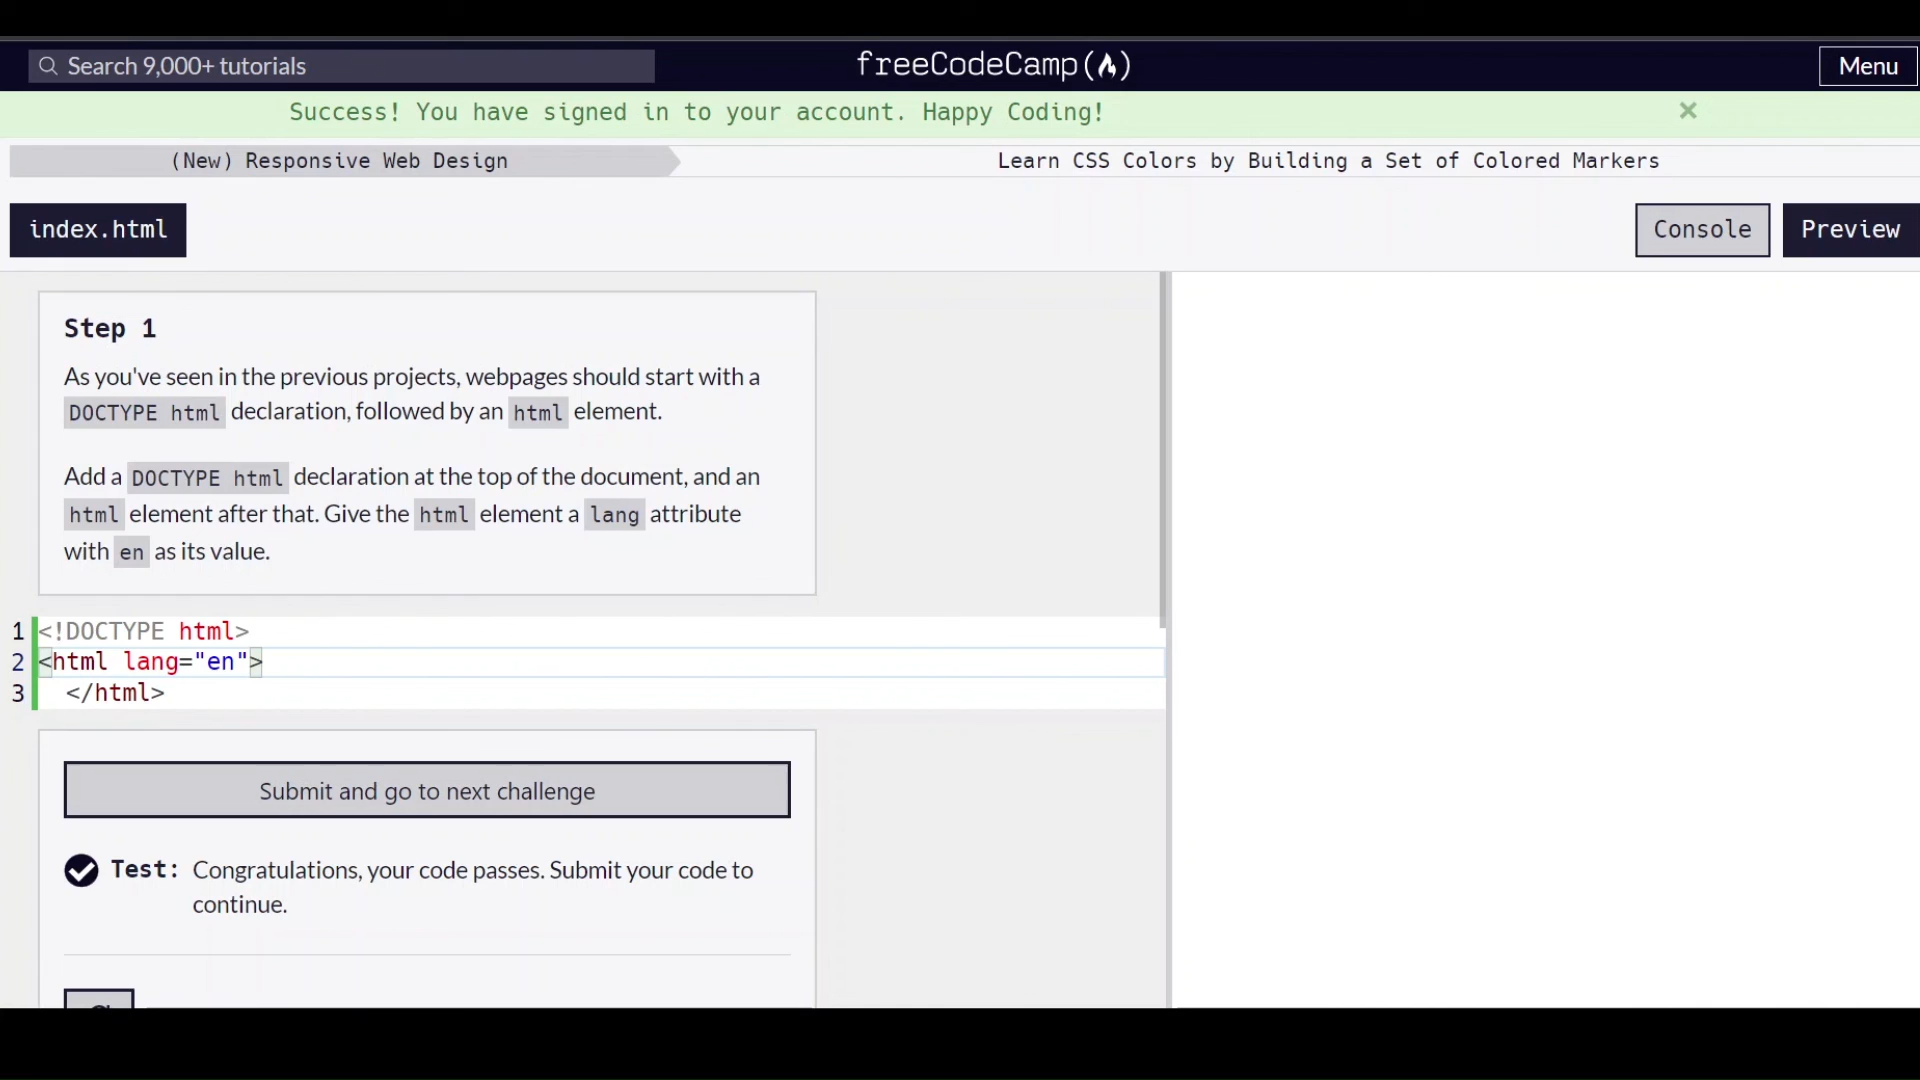 Search 9,000+ tutorials
freeCodeCamp
Menu
Success! You have signed in to your account. Happy Coding!
×
(New) Responsive Web Design
Learn CSS Colors by Building a Set of Colored Markers
index.html
Console
Preview
Step 1
As you've seen in the previous projects, webpages should start with a
DOCTYPE html declaration, followed by an html element.
Add a DOCTYPE html declaration at the top of the document, and an
html element after that. Give the html element a lang attribute
with en as its value.
1 <!DOCTYPE html>
2 <html lang="en">
3 </html>
Submit and go to next challenge
Test: Congratulations, your code passes. Submit your code to
continue.